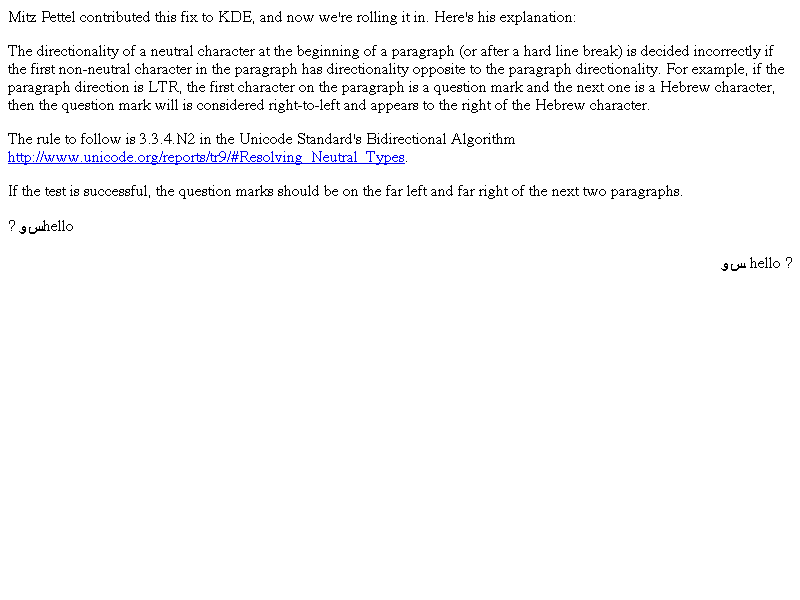 Mitz Pettel contributed this fix to KDE, and now we're rolling it in. Here's his explanation:
The directionality of a neutral character at the beginning of a paragraph (or after a hard line break) is decided incorrectly if
the first non-neutral character in the paragraph has directionality opposite to the paragraph directionality. For example, if the
paragraph direction is LTR, the first character on the paragraph is a question mark and the next one is a Hebrew character,
then the question mark will is considered right-to-left and appears to the right of the Hebrew character.
The rule to follow is 3.3.4.N2 in the Unicode Standard's Bidirectional Algorithm
http://www.unicode.org/reports/tr9/#Resolving_Neutral_Types.
If the test is successful, the question marks should be on the far left and far right of the next two paragraphs.
? سوhello
? hello سو